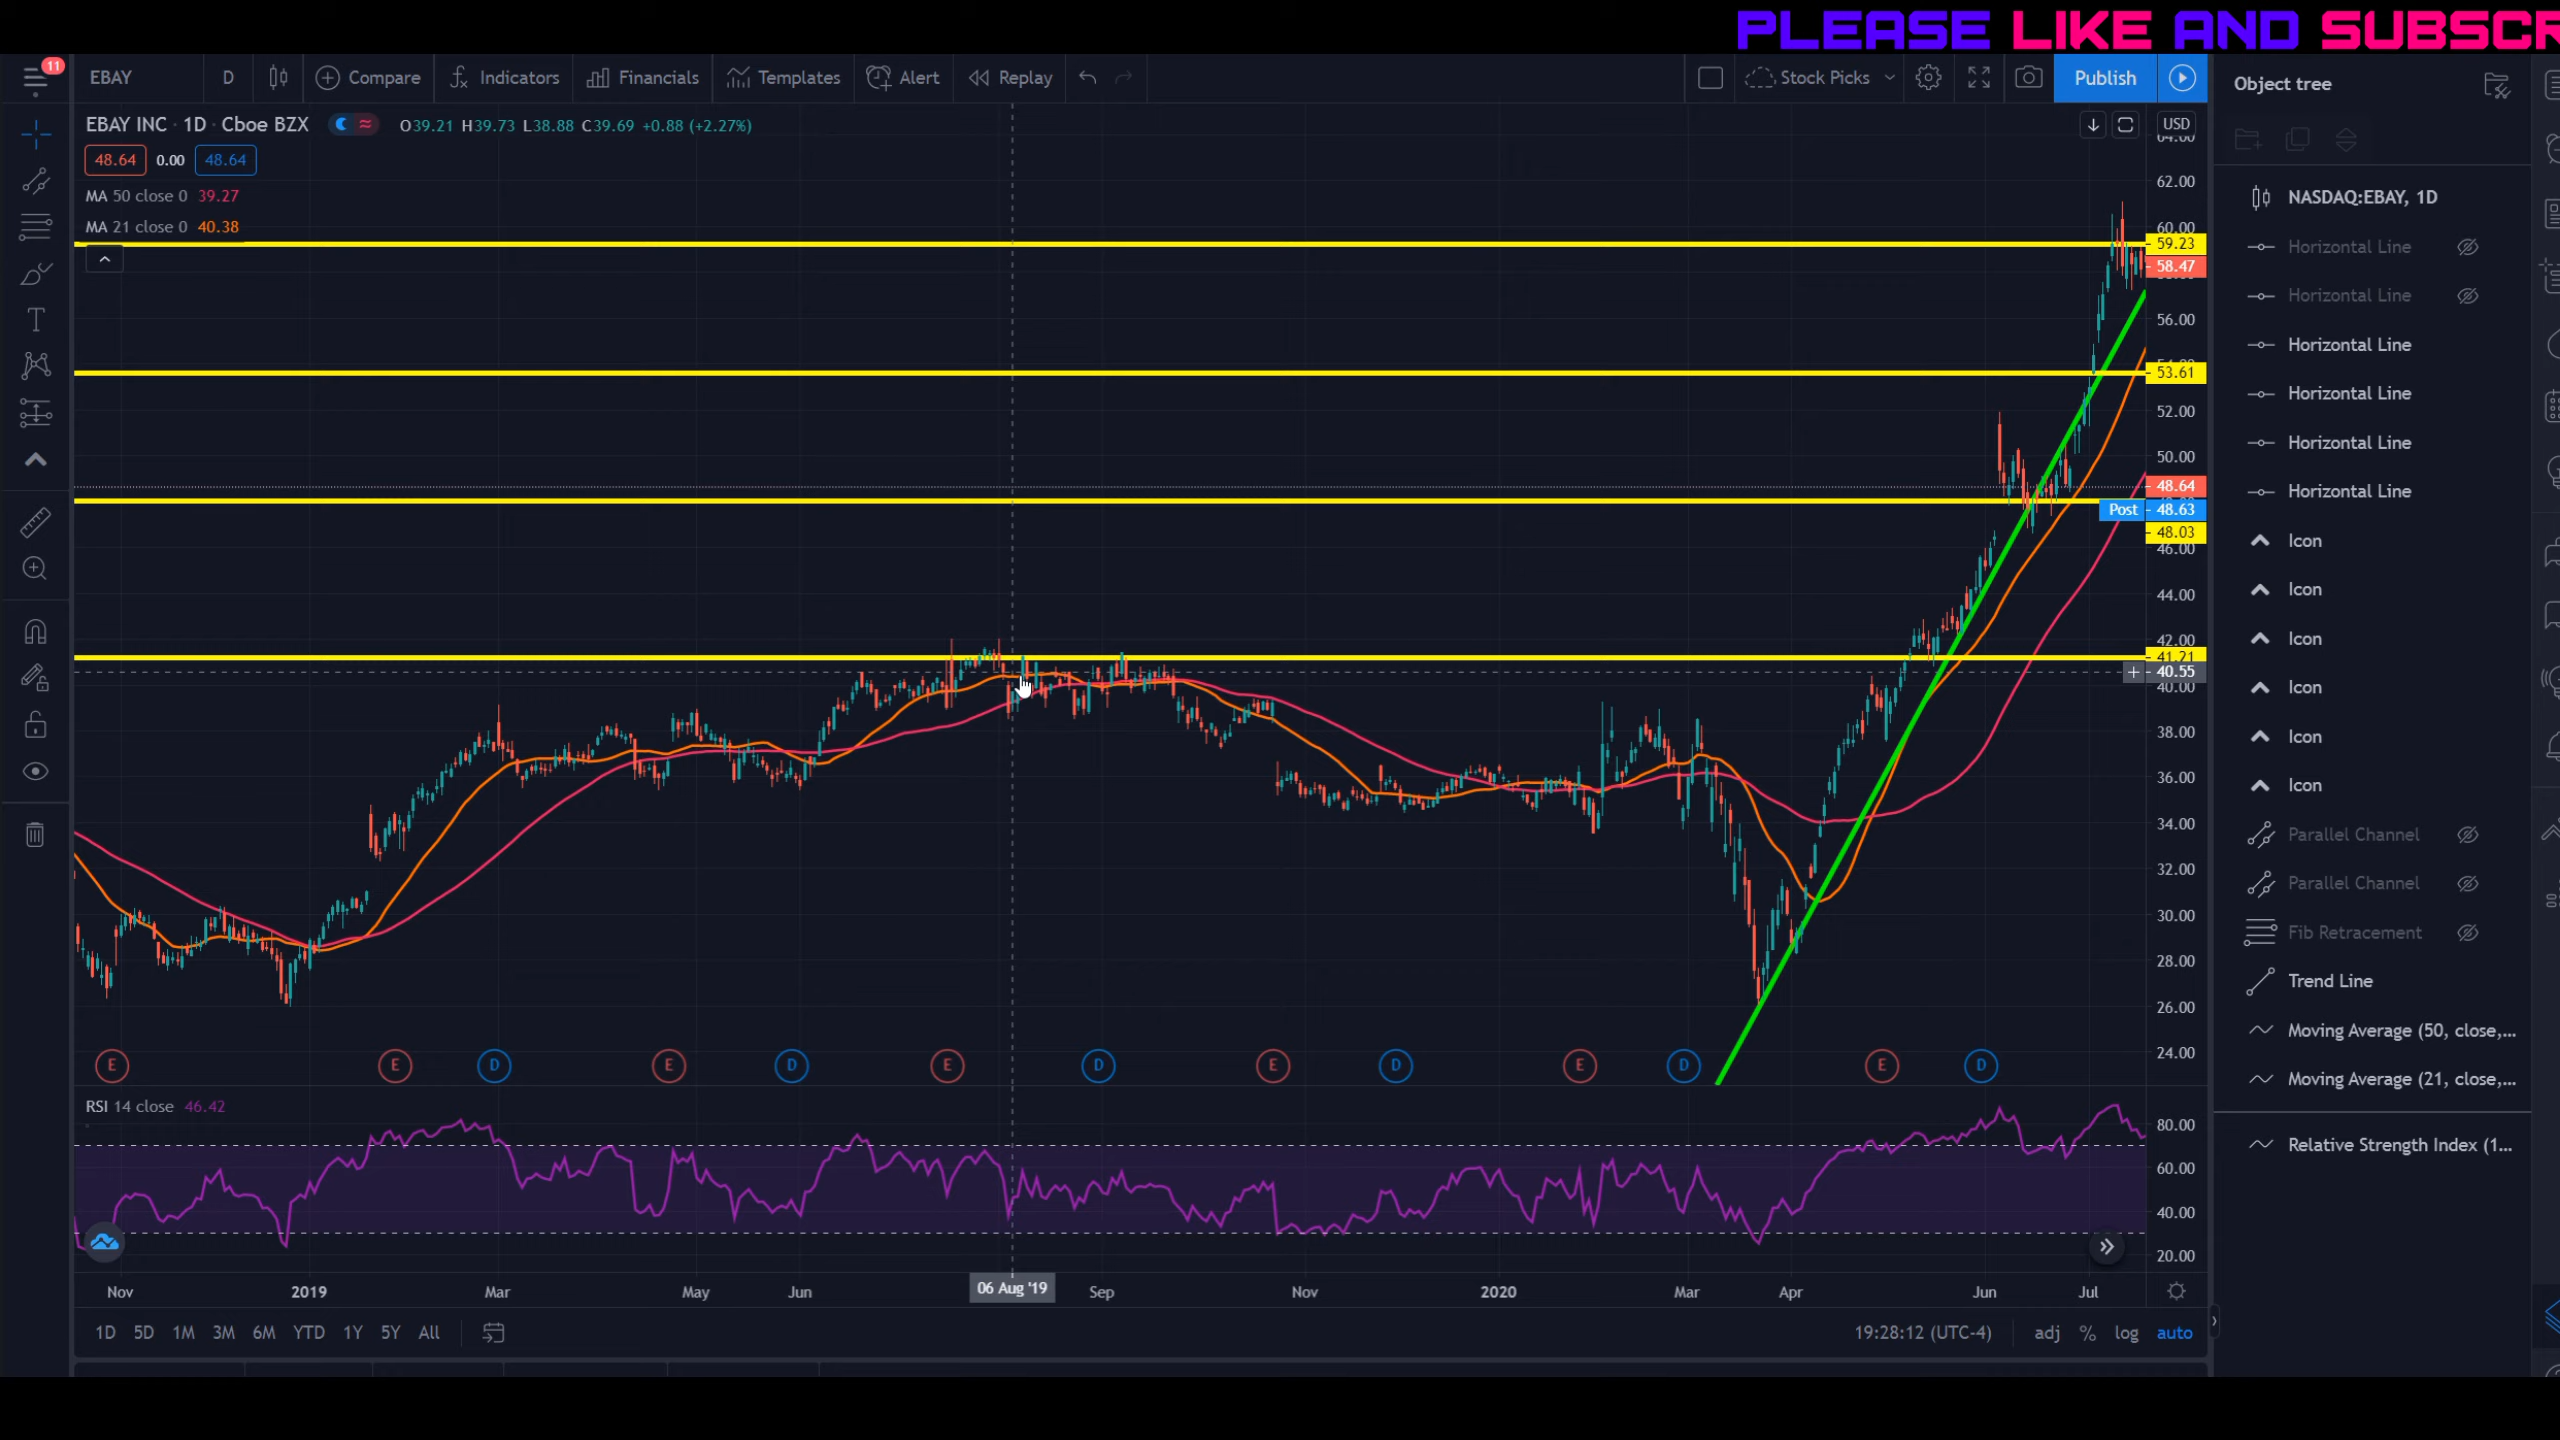 PLEASE LIKE AND SUBSCR
11
EBAY D Compare Indicators Financials Templates Alert Replay Stock Picks Publish
Object tree
EBAY INC · 1D · Cboe BZX O39.21 H39.73 L38.88 C39.69 +0.88 (+2.27%)
USD
48.64 0.00 48.64
MA 50 close 0 39.27
MA 21 close 0 40.38
64.00
62.00
60.00
59.23
58.47
56.00
54.00
53.61
52.00
50.00
48.64
Post 48.63
48.03
46.00
44.00
42.00
41.21
40.55
40.00
38.00
36.00
34.00
32.00
30.00
28.00
26.00
24.00
E E D E D E D E D E D E D
RSI 14 close 46.42
80.00
60.00
40.00
20.00
Nov 2019 Mar May Jun 06 Aug '19 Sep Nov 2020 Mar Apr Jun Jul
1D 5D 1M 3M 6M YTD 1Y 5Y All
19:28:12 (UTC-4) adj % log auto
NASDAQ:EBAY, 1D
Horizontal Line
Horizontal Line
Horizontal Line
Horizontal Line
Horizontal Line
Horizontal Line
Icon
Icon
Icon
Icon
Icon
Icon
Parallel Channel
Parallel Channel
Fib Retracement
Trend Line
Moving Average (50, close,...
Moving Average (21, close,...
Relative Strength Index (1...